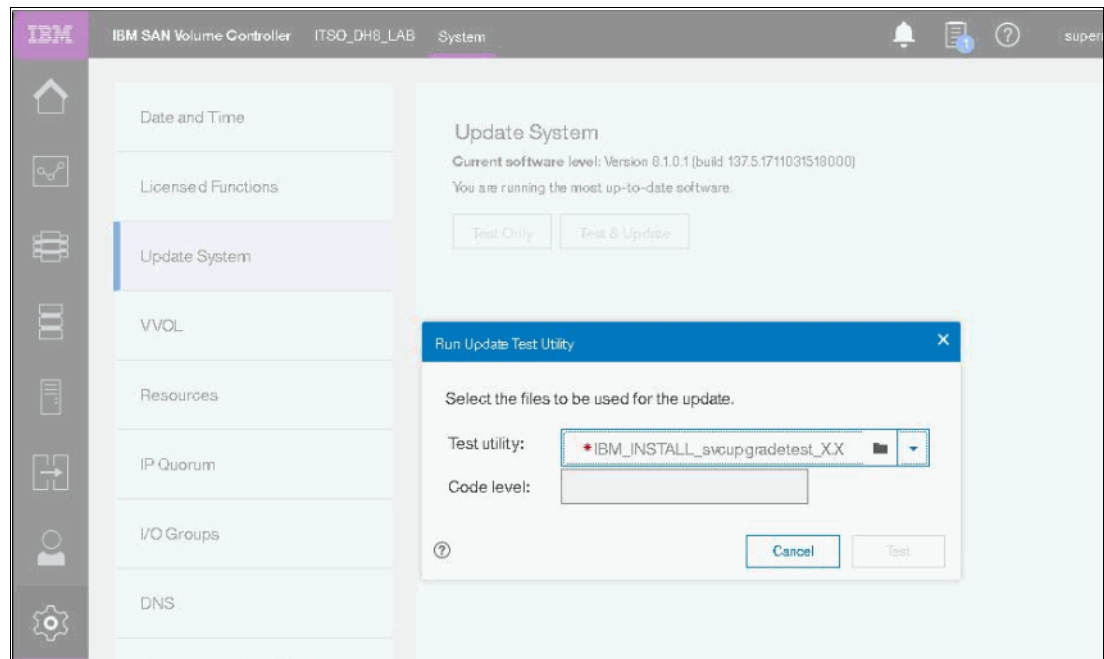 IBM
IBM SAN Volume Controller ITSO_DH8_LAB System
1
?
Date and Time
Licensed Functions
Update System
VVOL
Resources
IP Quorum
I/O Groups
DNS
Update System
Current software level: Version 8.1.0.1 (build 137.5.1711031518000)
You are running the most up-to-date software.
Test Only Test & Update
Run Update Test Utility
Select the files to be used for the update.
Test utility: *IBM_INSTALL_svcupgradetest_X.X
Code level:
?
Cancel Test